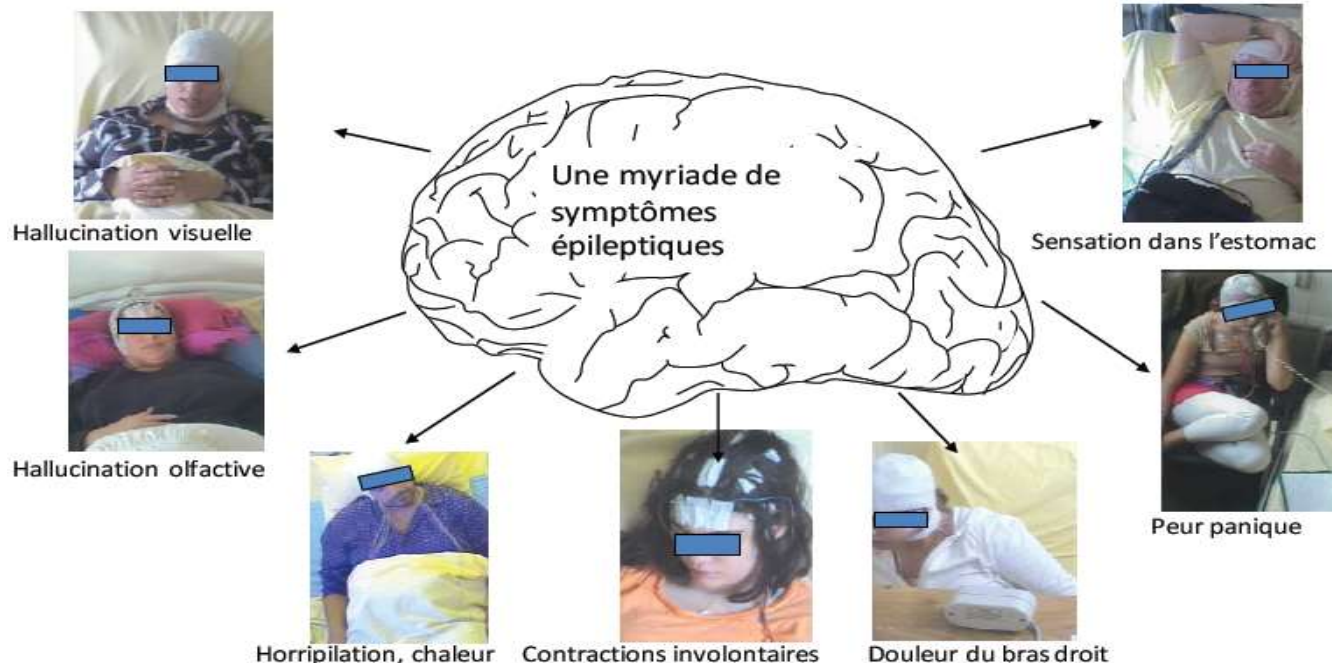 Une myriade de
symptômes
épileptiques
Hallucination visuelle
Sensation dans l’estomac
Hallucination olfactive
Peur panique
Horripilation, chaleur
Contractions involontaires
Douleur du bras droit